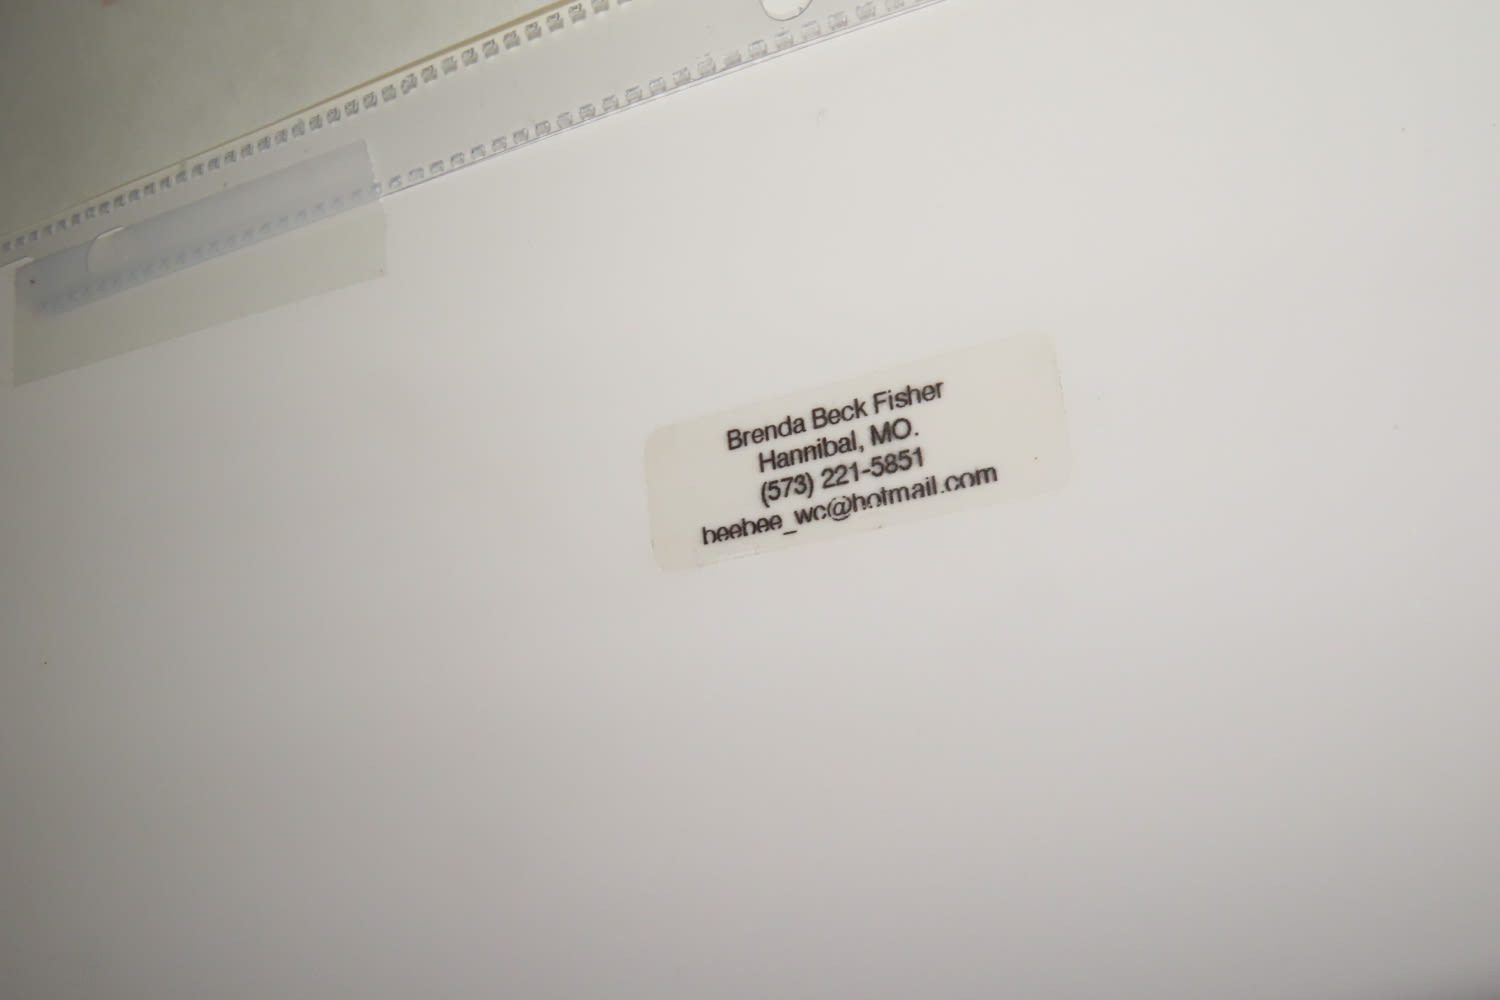 Brenda Beck Fisher
Hannibal, MO.
(573) 221-5851
beebee_wc@hotmail.com